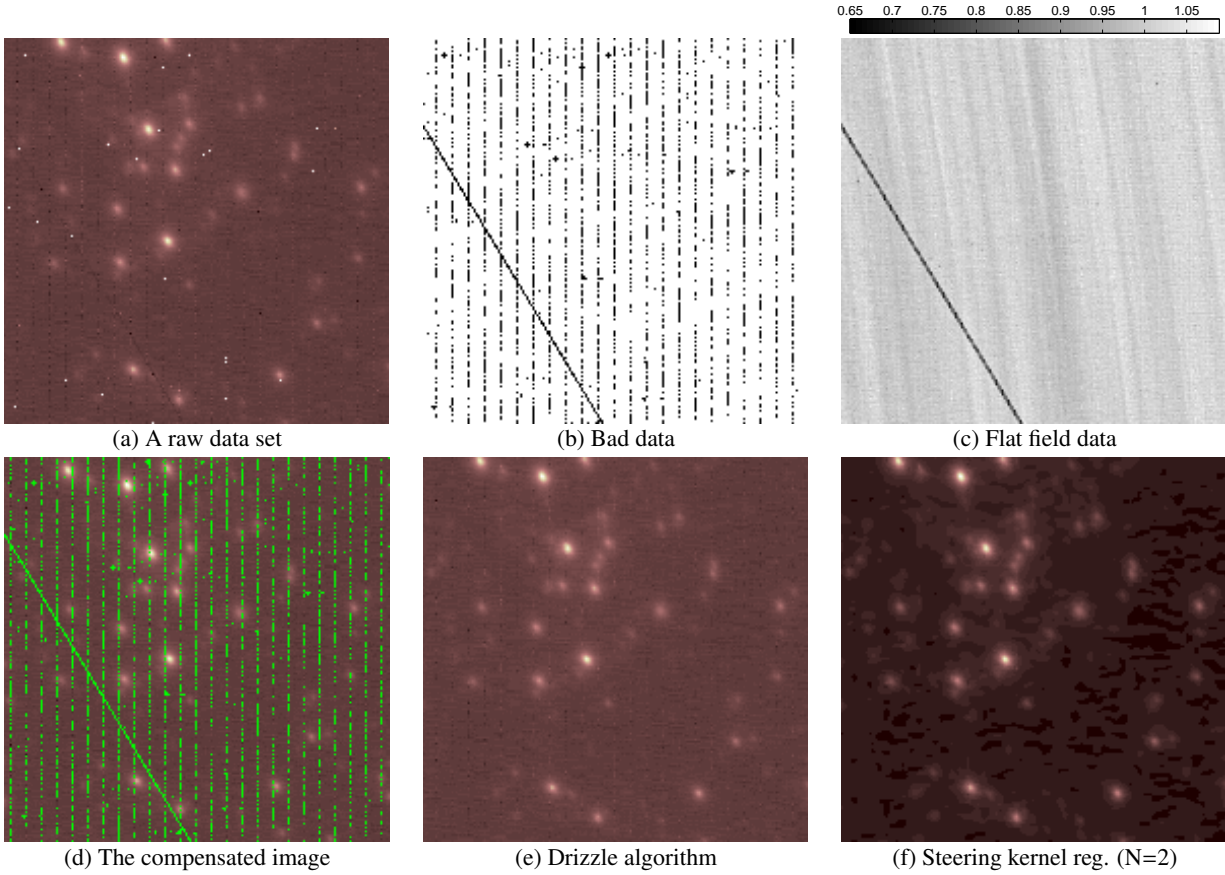 0.65 0.7 0.75 0.8 0.85 0.9 0.95 1 1.05
(a) A raw data set
(b) Bad data
(c) Flat field data
(d) The compensated image
(e) Drizzle algorithm
(f) Steering kernel reg. (N=2)